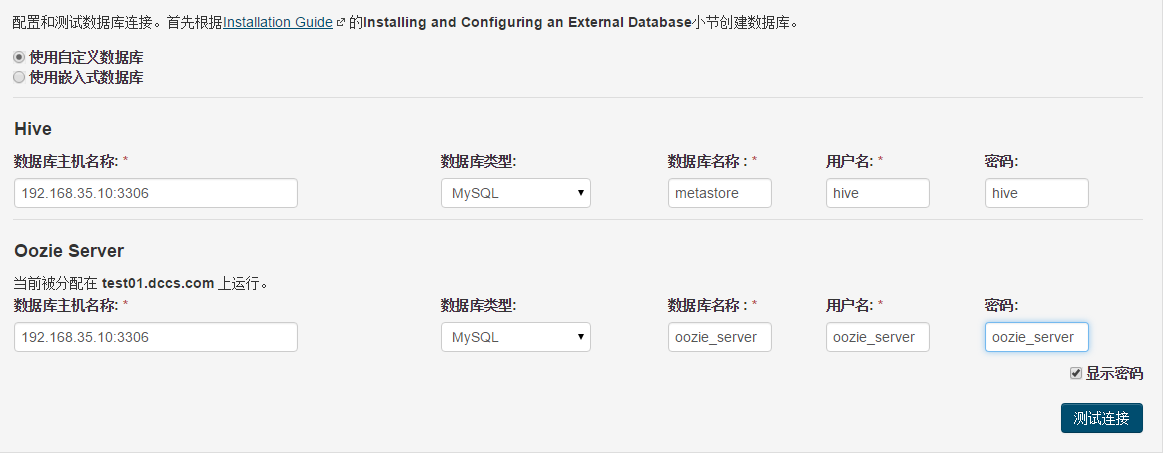 配置和测试数据库连接。首先根据Installation Guide 的Installing and Configuring an External Database小节创建数据库。
使用自定义数据库
使用嵌入式数据库
Hive
数据库主机名称: * 数据库类型: 数据库名称 : * 用户名: * 密码:
192.168.35.10:3306 MySQL metastore hive hive
Oozie Server
当前被分配在 test01.dccs.com 上运行。
数据库主机名称: * 数据库类型: 数据库名称 : * 用户名: * 密码:
192.168.35.10:3306 MySQL oozie_server oozie_server oozie_server
显示密码
测试连接